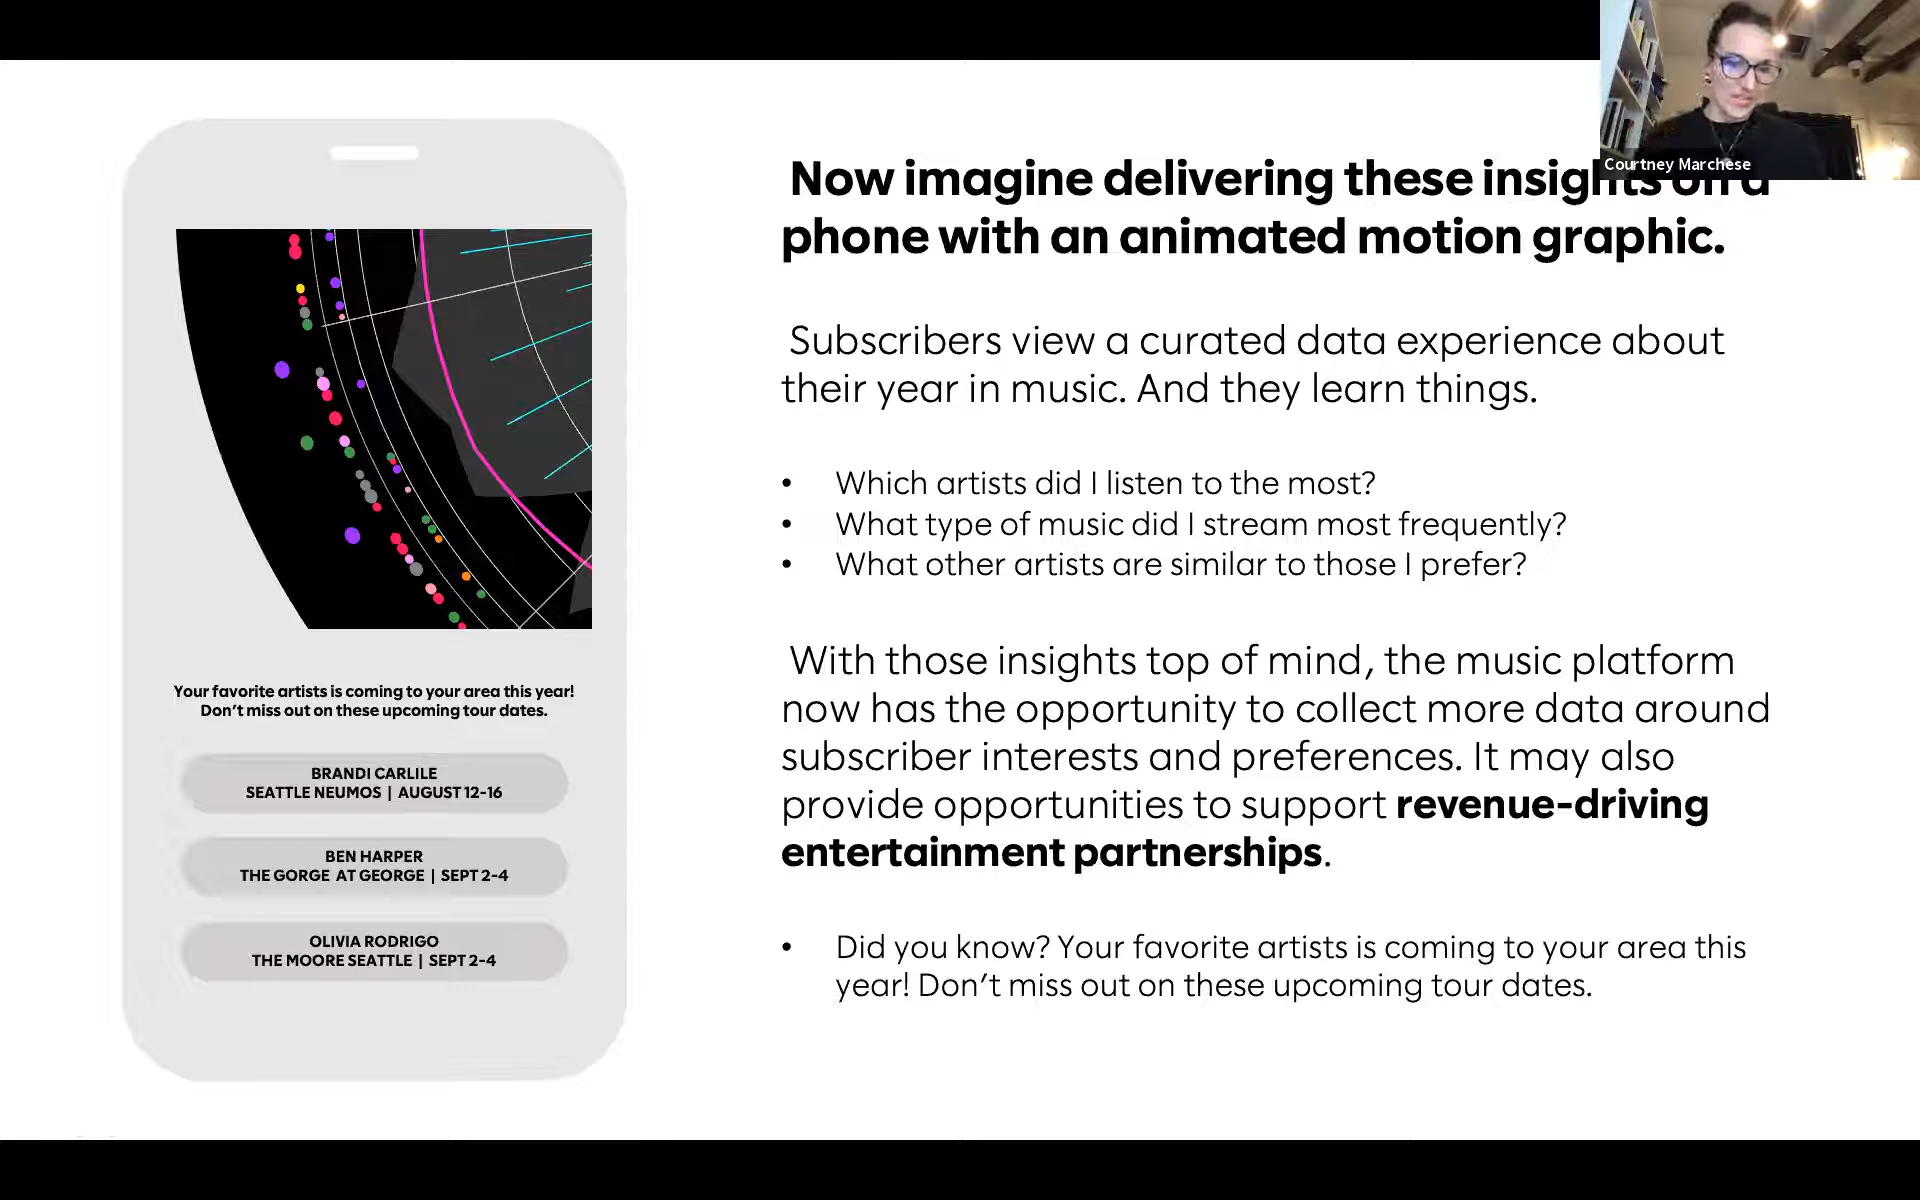 Courtney Marchese
Now imagine delivering these insights on a
phone with an animated motion graphic.
Subscribers view a curated data experience about
their year in music. And they learn things.
• Which artists did I listen to the most?
• What type of music did I stream most frequently?
• What other artists are similar to those I prefer?
With those insights top of mind, the music platform
now has the opportunity to collect more data around
subscriber interests and preferences. It may also
provide opportunities to support revenue-driving
entertainment partnerships.
• Did you know? Your favorite artists is coming to your area this
year! Don't miss out on these upcoming tour dates.
Your favorite artists is coming to your area this year!
Don't miss out on these upcoming tour dates.
BRANDI CARLILE
SEATTLE NEUMOS | AUGUST 12-16
BEN HARPER
THE GORGE AT GEORGE | SEPT 2-4
OLIVIA RODRIGO
THE MOORE SEATTLE | SEPT 2-4